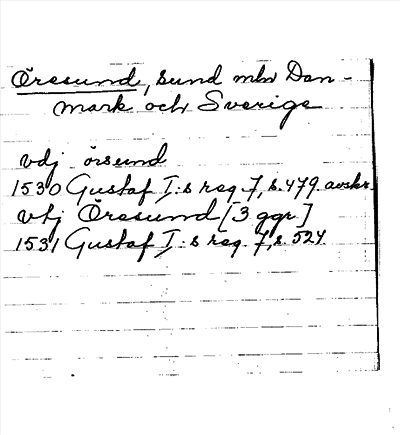 Öresund, sund mln Dan-
mark och Sverige
vdj örsund
1530 Gustaf I:s reg. 7, s. 479. avskr.
vtj Öresund [3 ggr]
1531 Gustaf I:s reg. 7, s. 524.